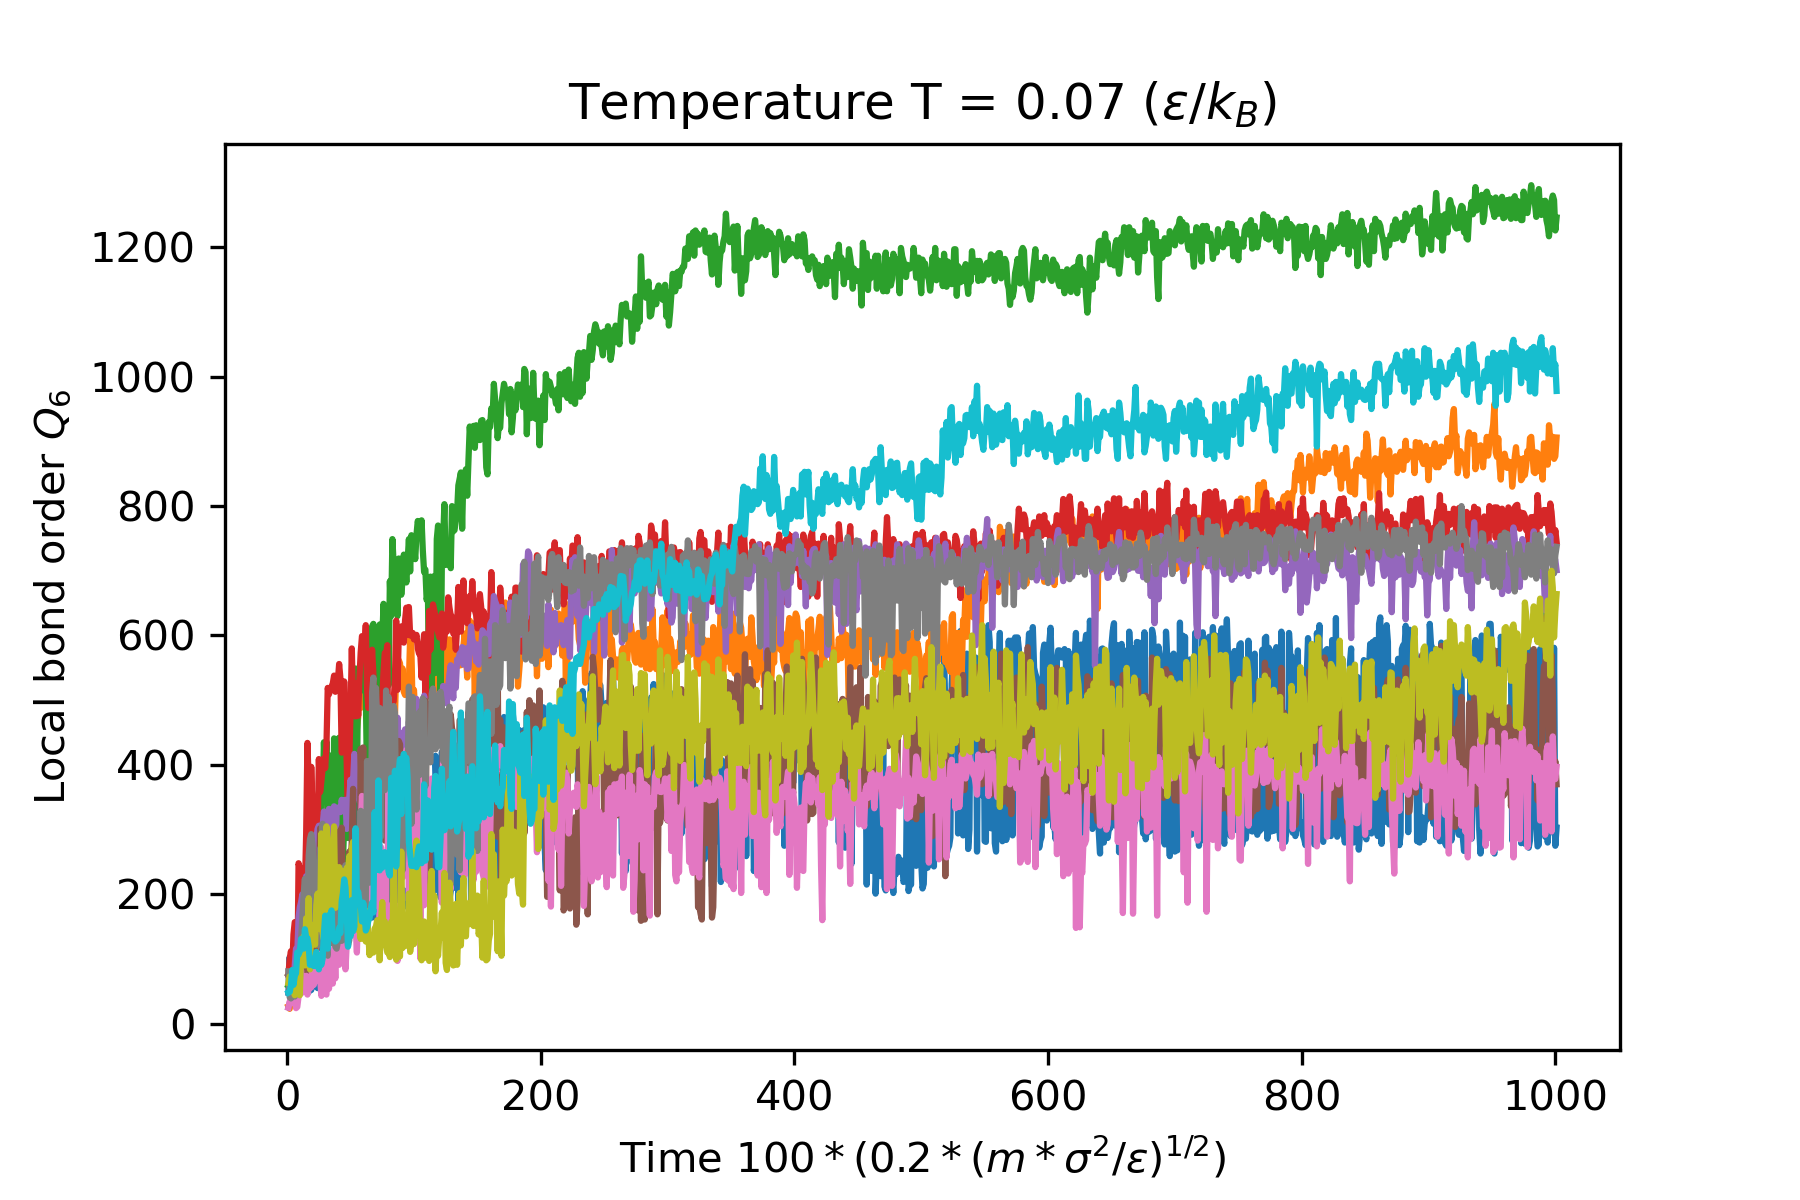 Temperature T = 0.07 (ε/k_B)
Local bond order Q_6
1200
1000
800
600
400
200
0
0 200 400 600 800 1000
Time 100 * (0.2 * (m * σ^2/ε)^{1/2})